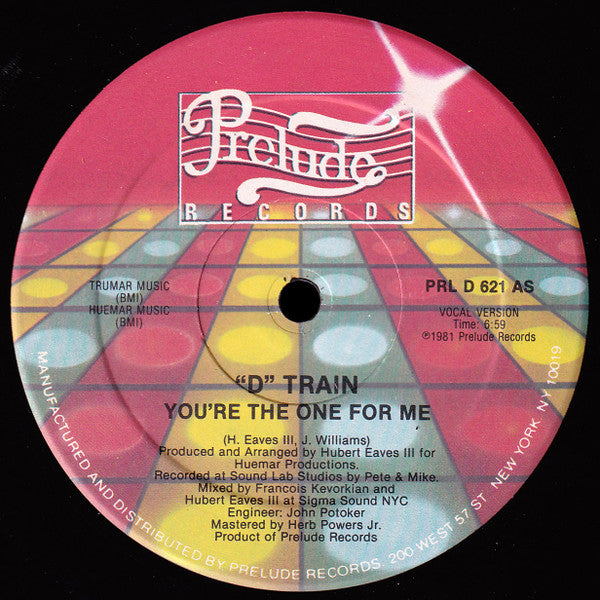 Prelude
RECORDS
TRUMAR MUSIC
(BMI)
HUEMAR MUSIC
(BMI)
PRL D 621 AS
VOCAL VERSION
Time: 6:59
℗1981 Prelude Records
"D" TRAIN
YOU'RE THE ONE FOR ME
(H. Eaves III, J. Williams)
Produced and Arranged by Hubert Eaves III for
Huemar Productions.
Recorded at Sound Lab Studios by Pete & Mike.
Mixed by Francois Kevorkian and
Hubert Eaves III at Sigma Sound NYC
Engineer: John Potoker
Mastered by Herb Powers Jr.
Product of Prelude Records
MANUFACTURED AND DISTRIBUTED BY PRELUDE RECORDS. 200 WEST 57 ST. NEW YORK, NY 10019